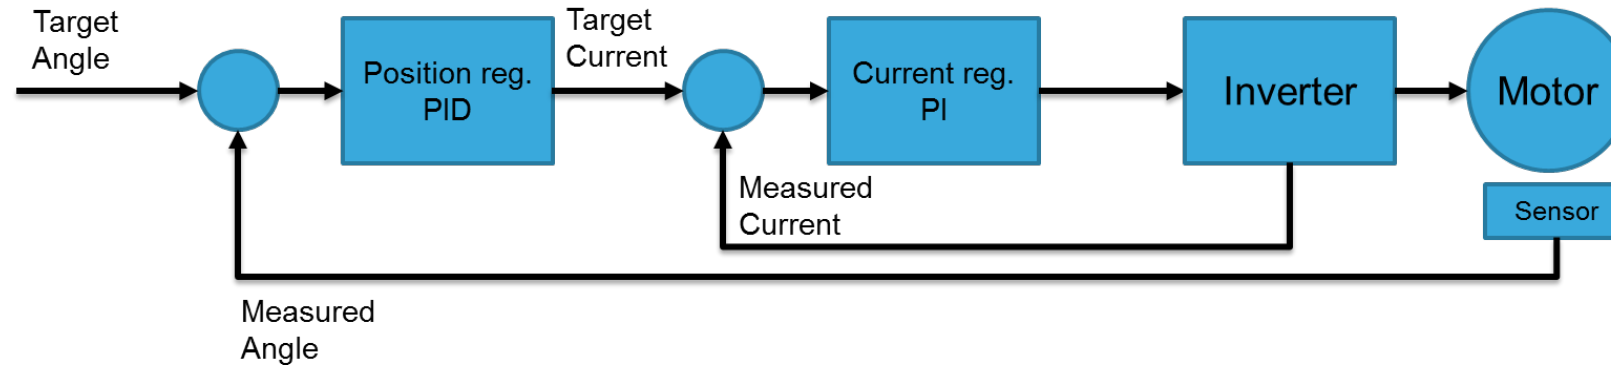 Target
Angle
Position reg.
PID
Target
Current
Current reg.
PI
Inverter
Motor
Measured
Current
Sensor
Measured
Angle